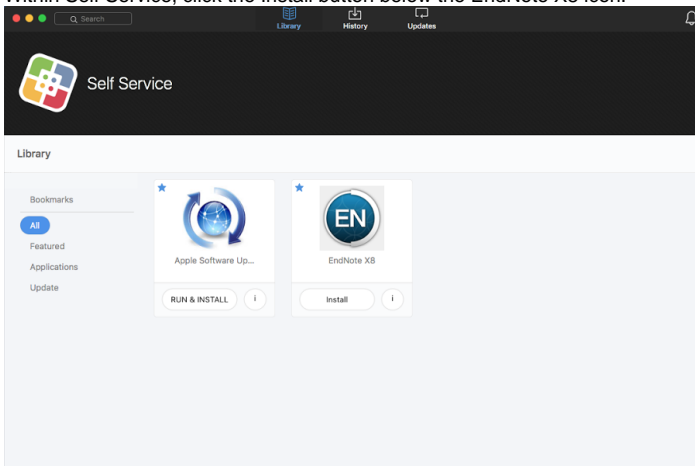 Within Self Service, click the Install button below the EndNote X8 icon.
Search
Library
History
Updates
Self Service
Library
Bookmarks
All
Featured
Applications
Update
Apple Software Up...
RUN & INSTALL
i
EN
EndNote X8
Install
i